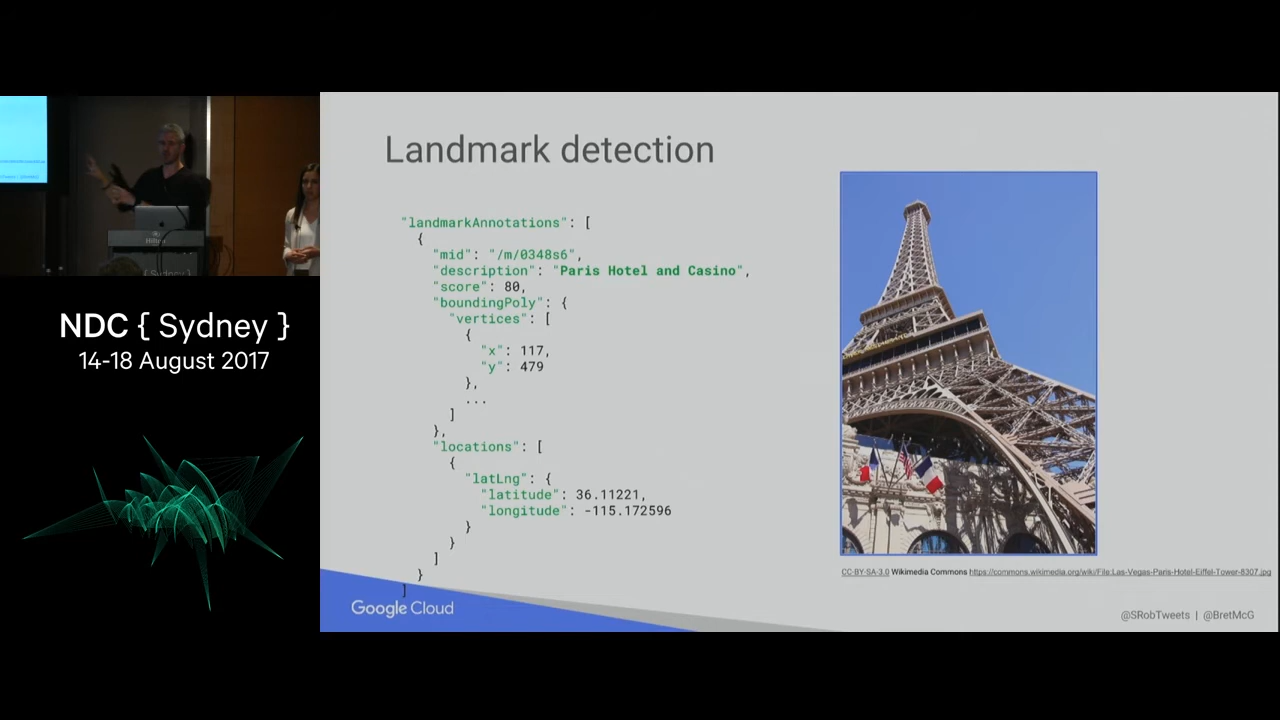 Hilton
{ Sydney }
NDC { Sydney }
14-18 August 2017
Landmark detection
"landmarkAnnotations": [
{
"mid": "/m/0348s6",
"description": "Paris Hotel and Casino",
"score": 80,
"boundingPoly": {
"vertices": [
{
"x": 117,
"y": 479
},
...
]
},
"locations": [
{
"latLng": {
"latitude": 36.11221,
"longitude": -115.172596
}
}
]
}
]
CC-BY-SA-3.0 Wikimedia Commons https://commons.wikimedia.org/wiki/File:Las-Vegas-Paris-Hotel-Eiffel-Tower-8307.jpg
Google Cloud
@SRobTweets | @BretMcG